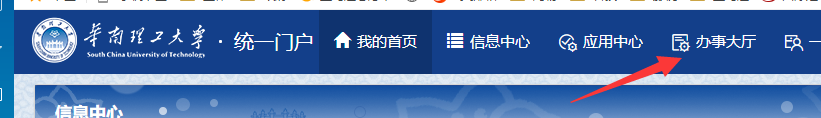 华南理工大学
South China University of Technology
· 统一门户
我的首页
信息中心
应用中心
办事大厅
一
信息中心